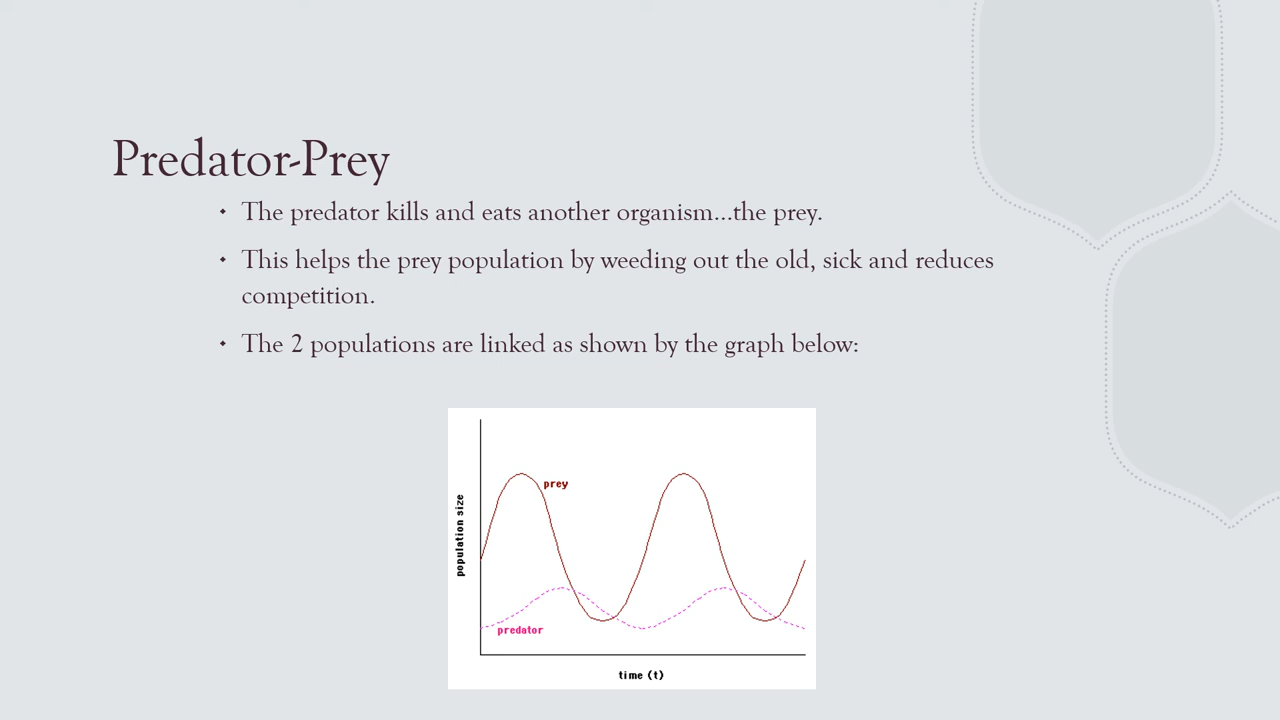 Predator-Prey
• The predator kills and eats another organism...the prey.
• This helps the prey population by weeding out the old, sick and reduces
competition.
• The 2 populations are linked as shown by the graph below:
prey
population size
predator
time (t)